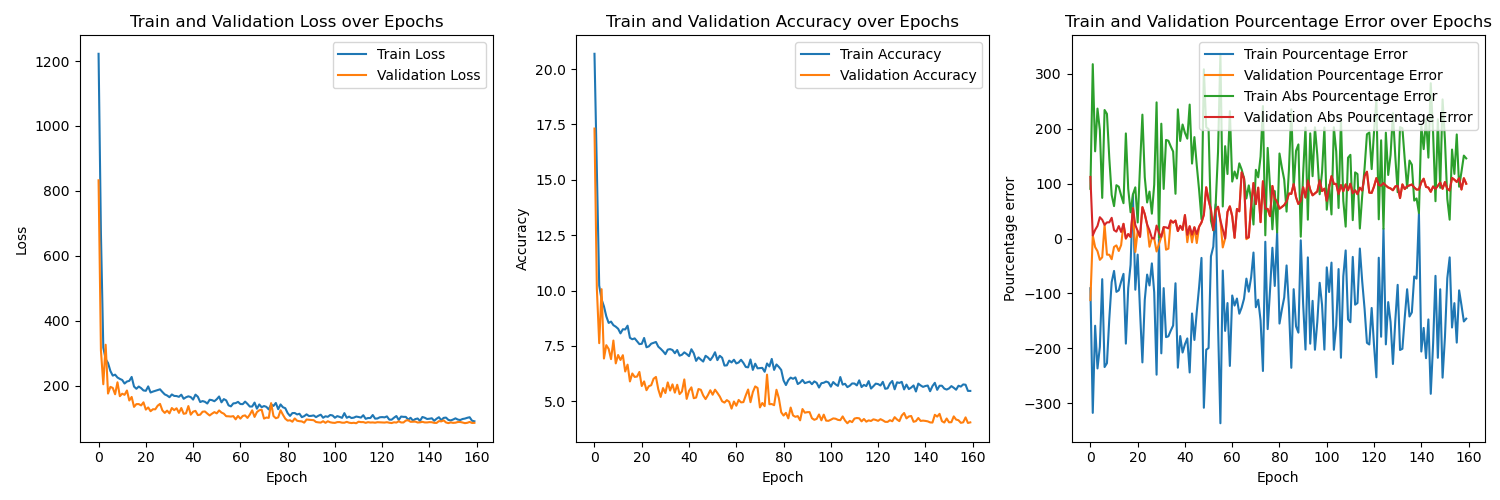 Train and Validation Loss over Epochs
Train Loss
Validation Loss
Loss
1200
1000
800
600
400
200
0
20
40
60
80
100
120
140
160
Epoch
Train and Validation Accuracy over Epochs
Train Accuracy
Validation Accuracy
Accuracy
20.0
17.5
15.0
12.5
10.0
7.5
5.0
0
20
40
60
80
100
120
140
160
Epoch
Train and Validation Pourcentage Error over Epochs
Train Pourcentage Error
Validation Pourcentage Error
Train Abs Pourcentage Error
Validation Abs Pourcentage Error
Pourcentage error
300
200
100
0
−100
−200
−300
0
20
40
60
80
100
120
140
160
Epoch